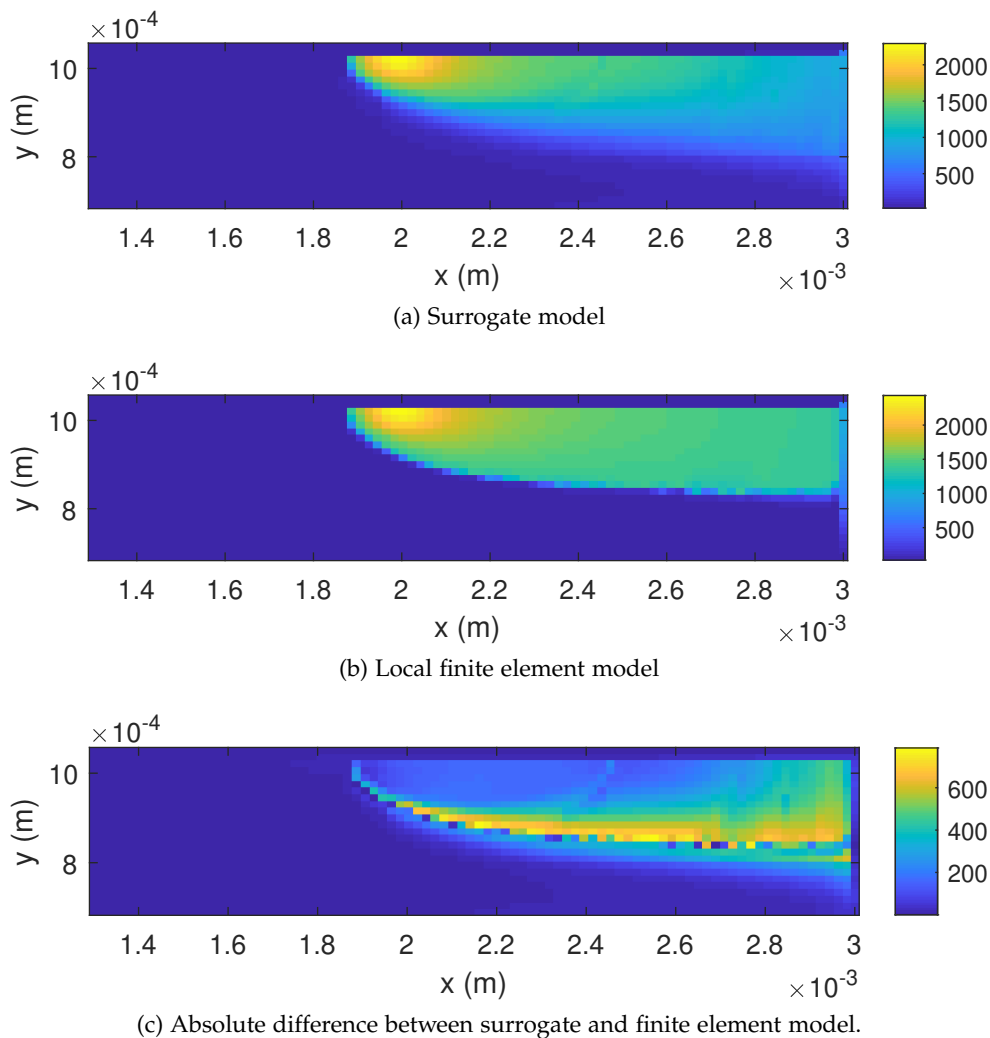 × 10⁻⁴
10
8
y (m)
1.4 1.6 1.8 2 2.2 2.4 2.6 2.8 3
x (m)
× 10⁻³
2000
1500
1000
500
(a) Surrogate model
× 10⁻⁴
10
8
y (m)
1.4 1.6 1.8 2 2.2 2.4 2.6 2.8 3
x (m)
× 10⁻³
2000
1500
1000
500
(b) Local finite element model
× 10⁻⁴
10
8
y (m)
1.4 1.6 1.8 2 2.2 2.4 2.6 2.8 3
x (m)
× 10⁻³
600
400
200
(c) Absolute difference between surrogate and finite element model.